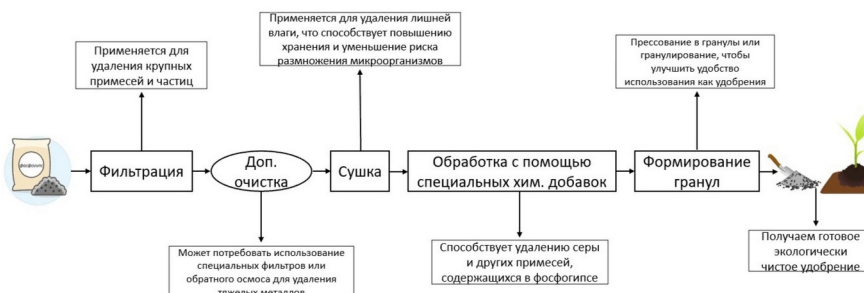 Применяется для
удаления крупных
примесей и частиц
Применяется для удаления лишней
влаги, что способствует повышению
хранения и уменьшение риска
размножения микроорганизмов
Прессование в гранулы или
гранулирование, чтобы
улучшить удобство
использования как удобрения
Фильтрация
Доп.
очистка
Сушка
Обработка с помощью
специальных хим. добавок
Формирование
гранул
Может потребовать использование
специальных фильтров или
обратного осмоса для удаления
тяжелых металлов
Способствует удалению серы
и других примесей,
содержащихся в фосфогипсе
Получаем готовое
экологически
чистое удобрение